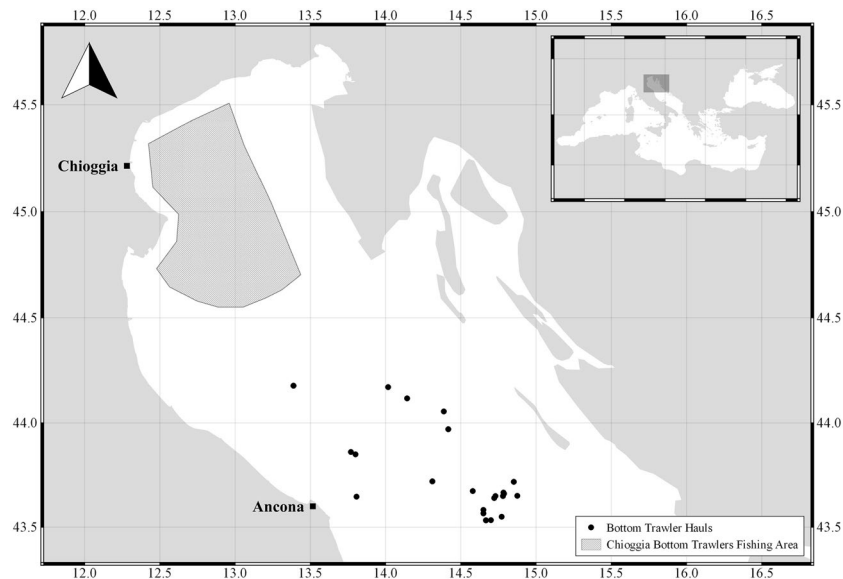 12.0 12.5 13.0 13.5 14.0 14.5 15.0 15.5 16.0 16.5
45.5 45.5
Chioggia
45.0 45.0
44.5 44.5
44.0 44.0
Ancona
43.5 43.5
Bottom Trawler Hauls
Chioggia Bottom Trawlers Fishing Area
12.0 12.5 13.0 13.5 14.0 14.5 15.0 15.5 16.0 16.5